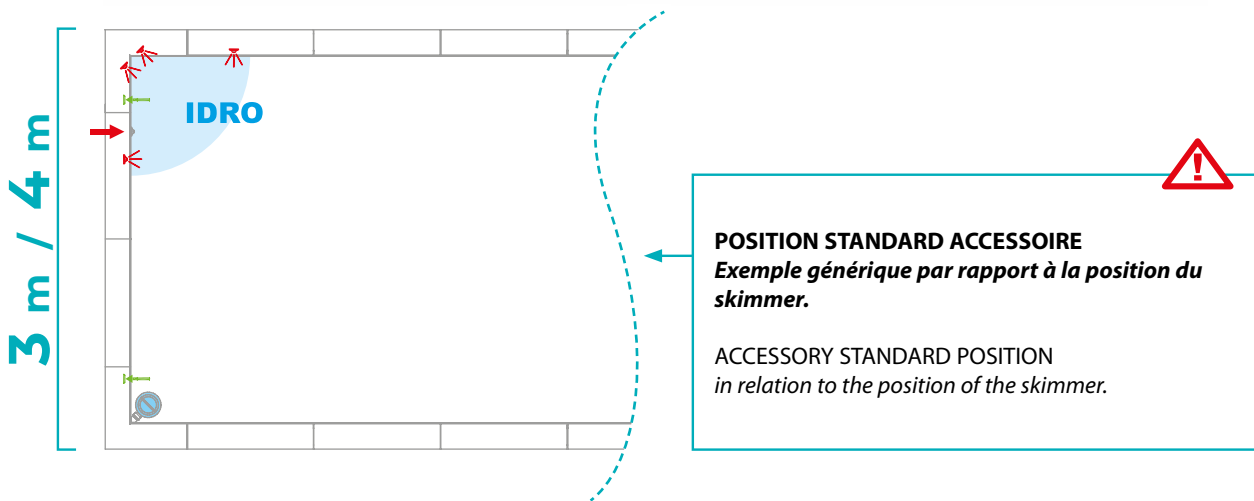 3 m / 4 m
IDRO
POSITION STANDARD ACCESSOIRE
Exemple générique par rapport à la position du
skimmer.
ACCESSORY STANDARD POSITION
in relation to the position of the skimmer.